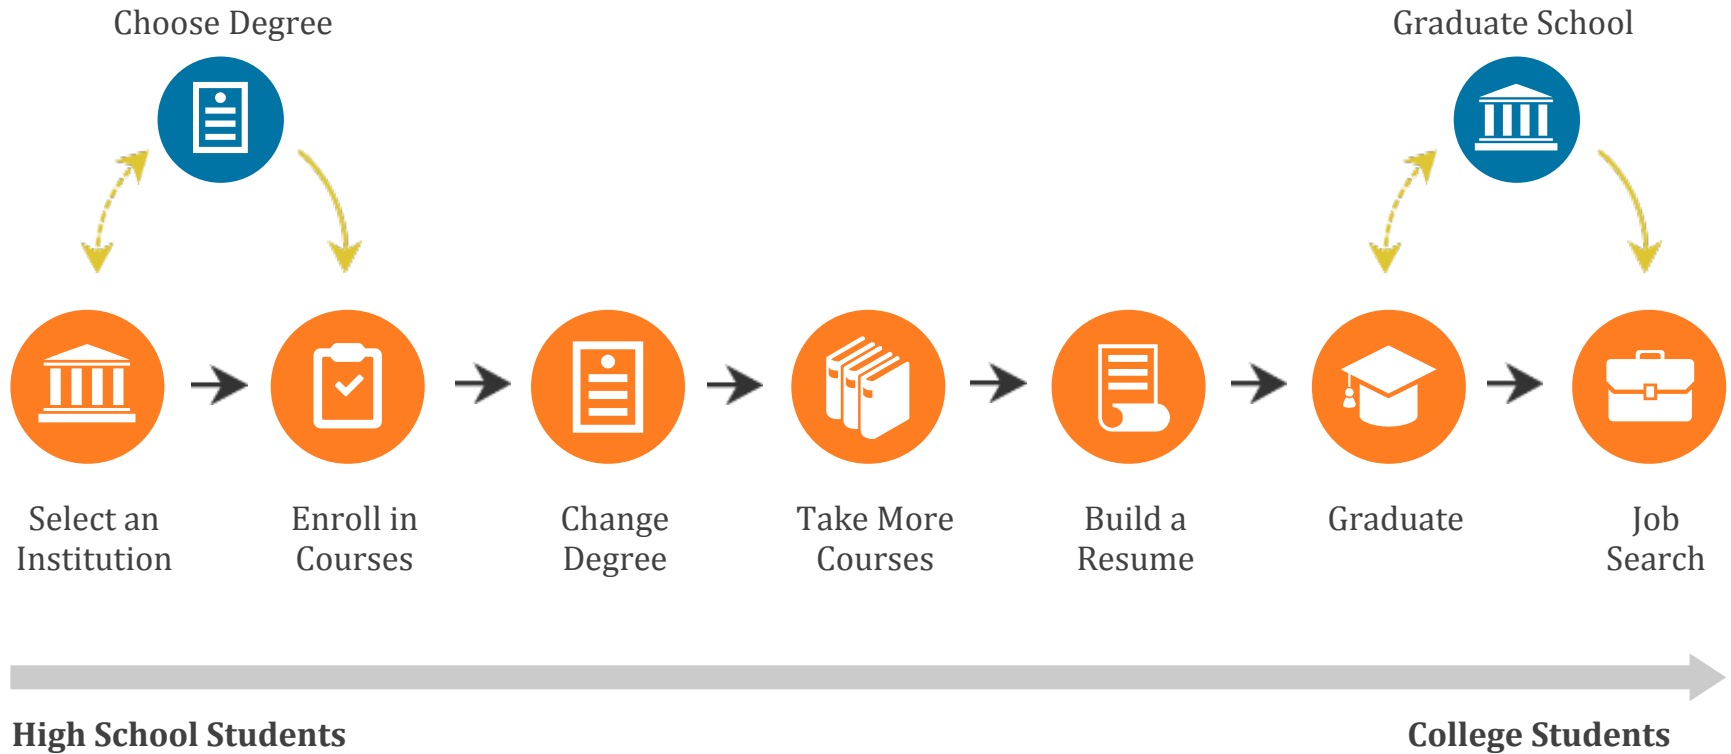 Choose Degree
Graduate School
Select an
Institution
Enroll in
Courses
Change
Degree
Take More
Courses
Build a
Resume
Graduate
Job
Search
High School Students
College Students